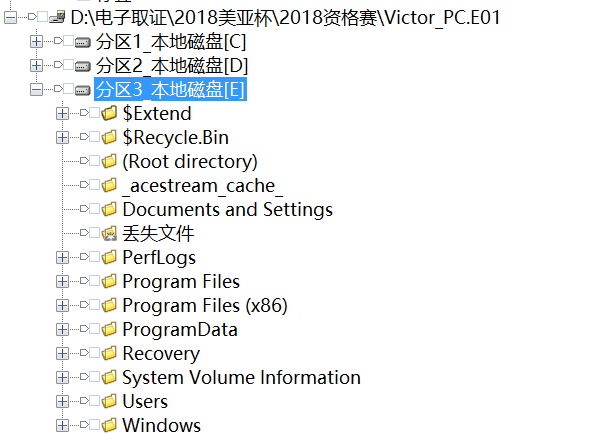 D:\电子取证\2018美亚杯\2018资格赛\Victor_PC.E01
分区1_本地磁盘[C]
分区2_本地磁盘[D]
分区3_本地磁盘[E]
$Extend
$Recycle.Bin
(Root directory)
_acestream_cache_
Documents and Settings
丢失文件
PerfLogs
Program Files
Program Files (x86)
ProgramData
Recovery
System Volume Information
Users
Windows